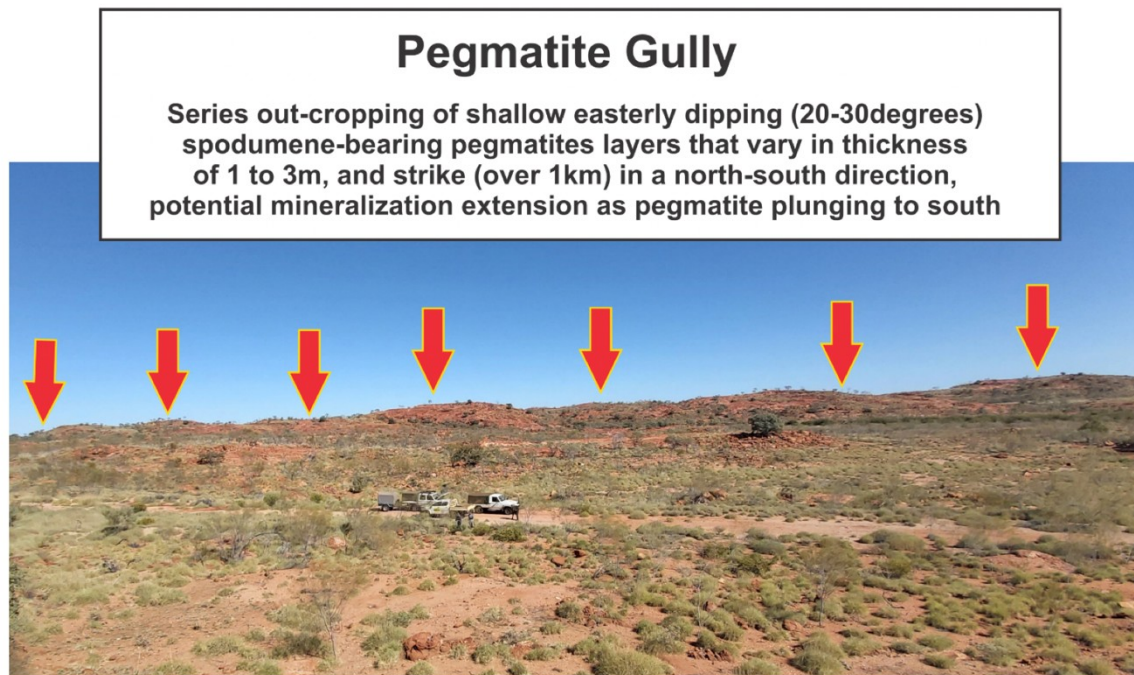 Pegmatite Gully
Series out-cropping of shallow easterly dipping (20-30degrees)
spodumene-bearing pegmatites layers that vary in thickness
of 1 to 3m, and strike (over 1km) in a north-south direction,
potential mineralization extension as pegmatite plunging to south